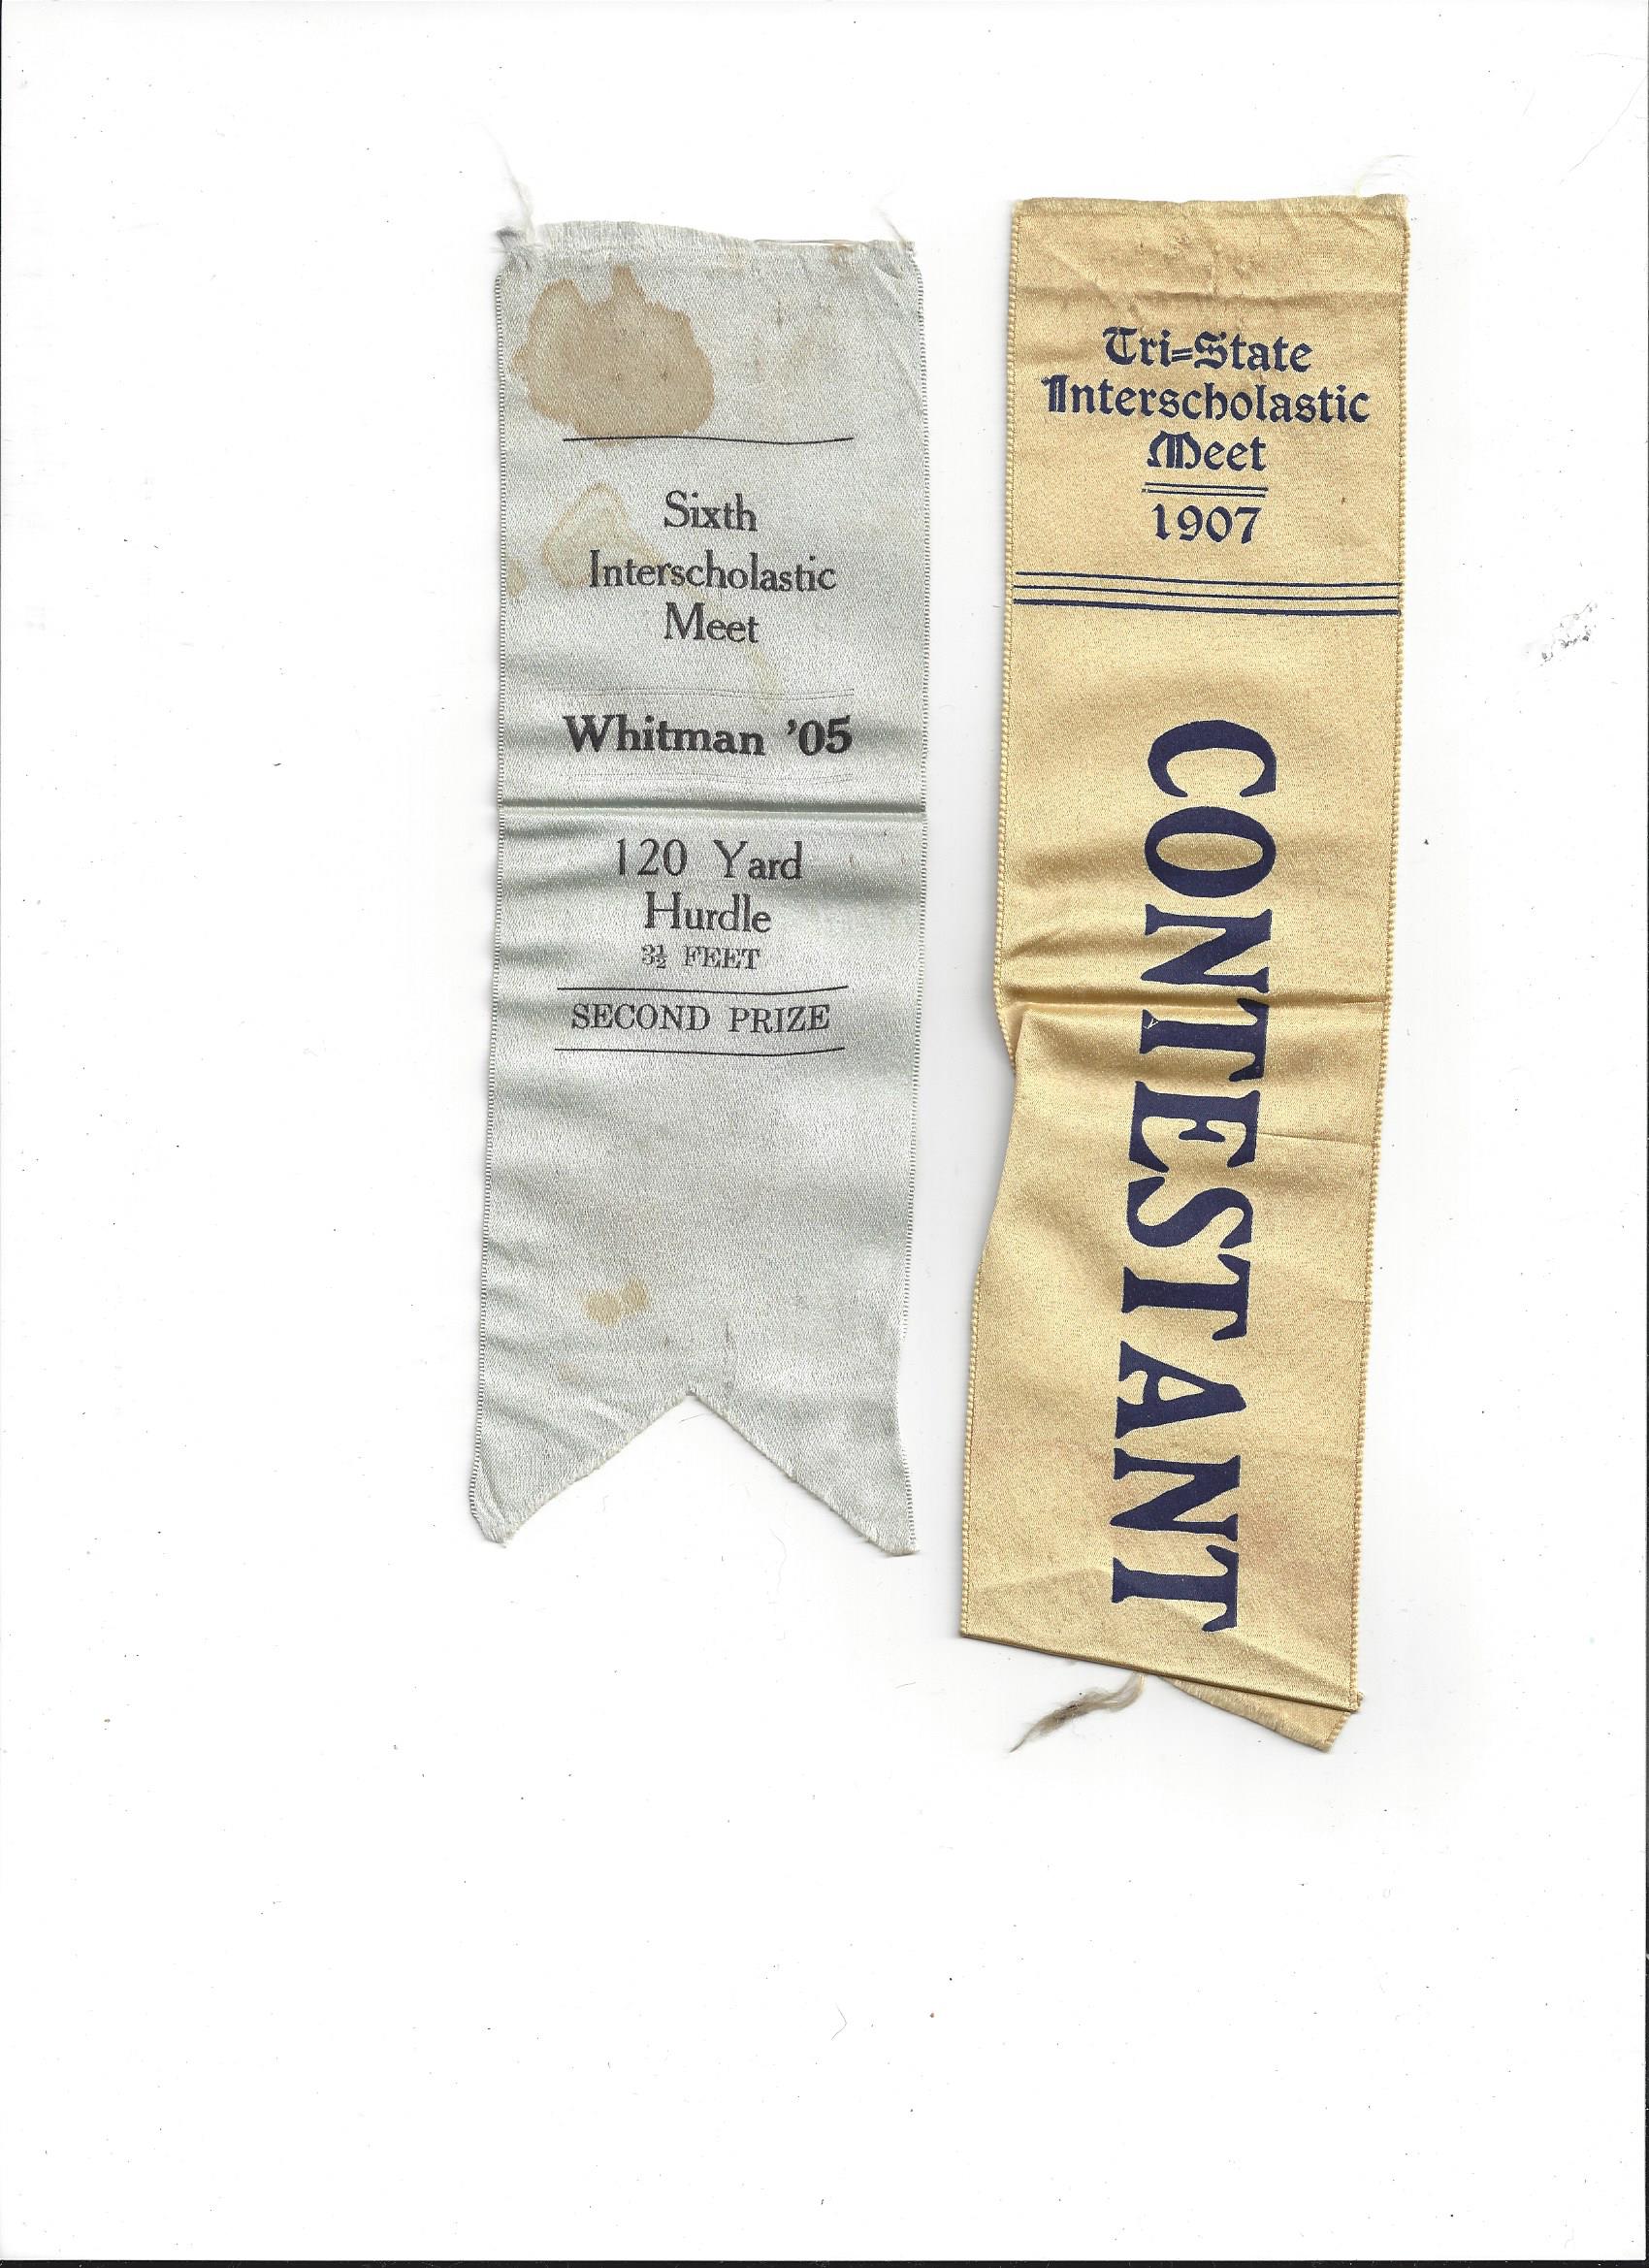 Sixth
Interscholastic
Meet
Whitman '05
120 Yard
Hurdle
3½ FEET
SECOND PRIZE
Tri=State
Interscholastic
Meet
1907
CONTESTANT